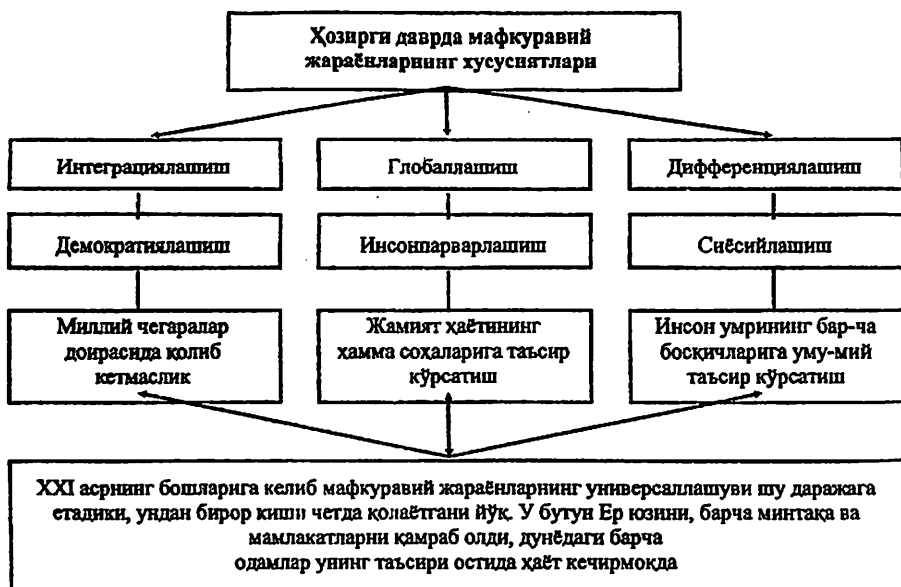 Ҳозирги даврда мафкуравий
жараёнларнинг хусусиятлари
Интеграциялашиш
Глобаллашиш
Дифференциялашиш
Демократиялашиш
Инсонпарварлашиш
Сиёсийлашиш
Миллий чегаралар
доирасида қолиб
кетмаслик
Жамият ҳаётининг
хамма соҳаларига таъсир
кўрсатиш
Инсон умрининг бар-ча
босқичларига уму-мий
таъсир кўрсатиш
XXI асрнинг бошларига келиб мафкуравий жараёнларнинг универсаллашуви шу даражага
етадики, ундан бирор киши четда қолаётгани йўқ. У бутун Ер юзини, барча минтақа ва
мамлакатларни қамраб олди, дунёдаги барча
одамлар унинг таъсири остида ҳаёт кечирмоқда